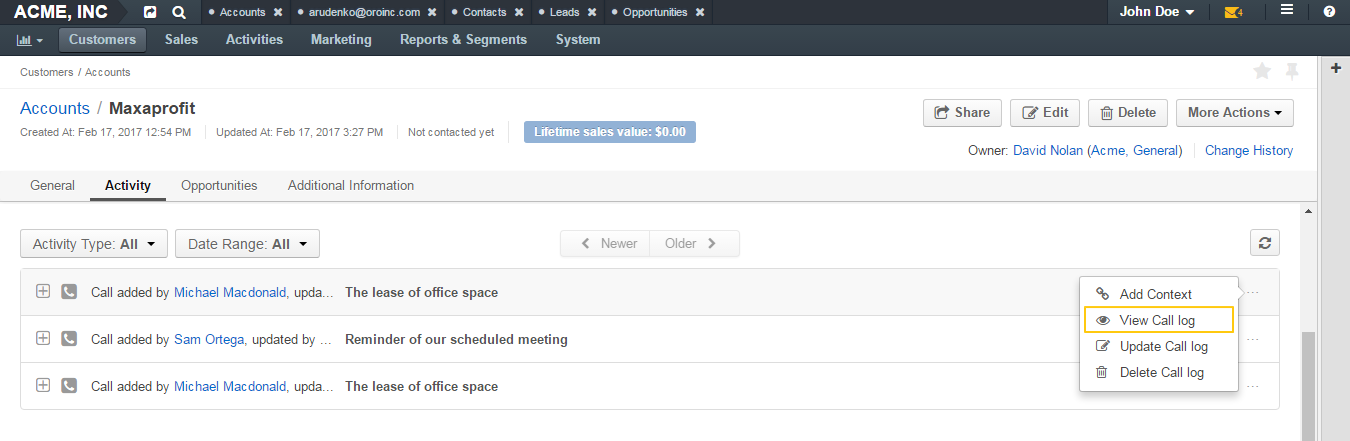 ACME, INC • Accounts × • arudenko@oroinc.com × • Contacts × • Leads × • Opportunities × John Doe 4
Customers Sales Activities Marketing Reports & Segments System
Customers / Accounts
Accounts / Maxaprofit Share Edit Delete More Actions
Created At: Feb 17, 2017 12:54 PM Updated At: Feb 17, 2017 3:27 PM Not contacted yet Lifetime sales value: $0.00
Owner: David Nolan (Acme, General) Change History
General Activity Opportunities Additional Information
Activity Type: All Date Range: All Newer Older
Call added by Michael Macdonald, upda... The lease of office space ...
Call added by Sam Ortega, updated by ... Reminder of our scheduled meeting ...
Call added by Michael Macdonald, upda... The lease of office space ...
Add Context
View Call log
Update Call log
Delete Call log